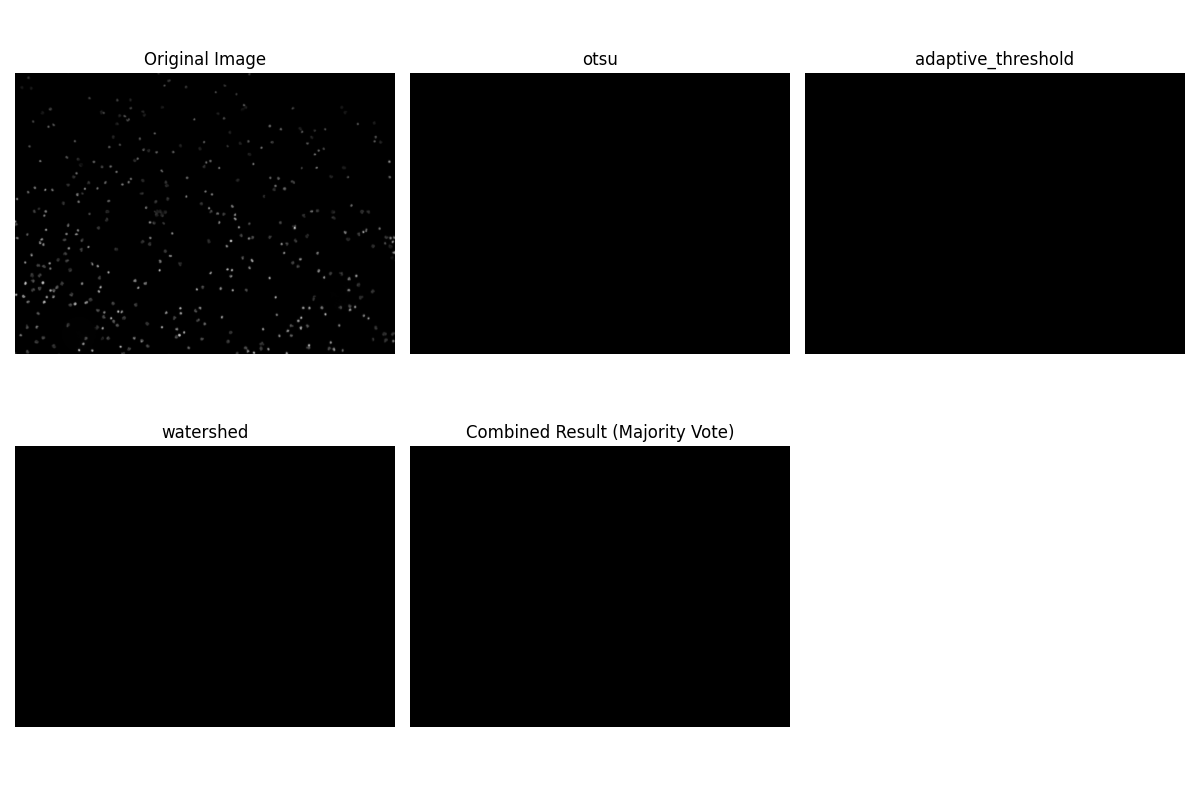 Original Image
otsu
adaptive_threshold
watershed
Combined Result (Majority Vote)